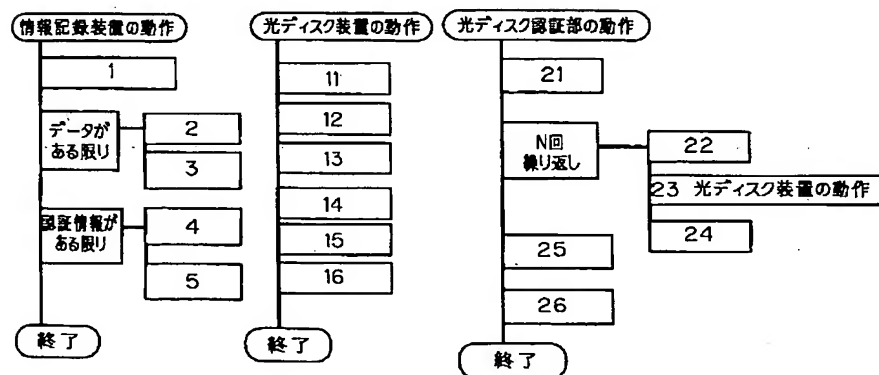 情報記録装置の動作
1
データが
ある限り
2
3
認証情報が
ある限り
4
5
終了
光ディスク装置の動作
11
12
13
14
15
16
終了
光ディスク認証部の動作
21
N回
繰り返し
22
23 光ディスク装置の動作
24
25
26
終了